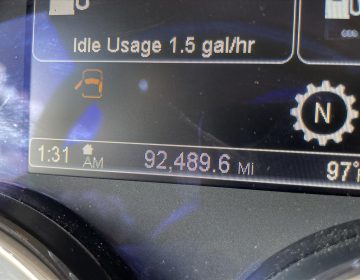 Idle Usage 1.5 gal/hr
N
1:31 AM 92,489.6 MI 97°F